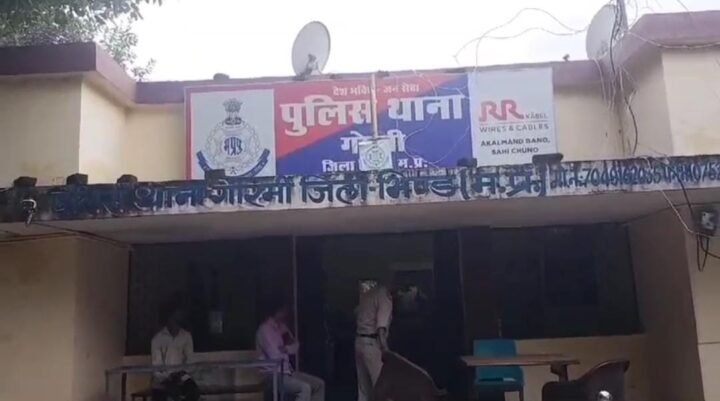 देश भक्ति - जन सेवा
पुलिस थाना
गोरमी
जिला म.प्र.
RR KABEL
WIRES & CABLES
AKALMAND BANO,
SAHI CHUNO
थाना गोरमी जिला-भिण्ड (म.प्र.)